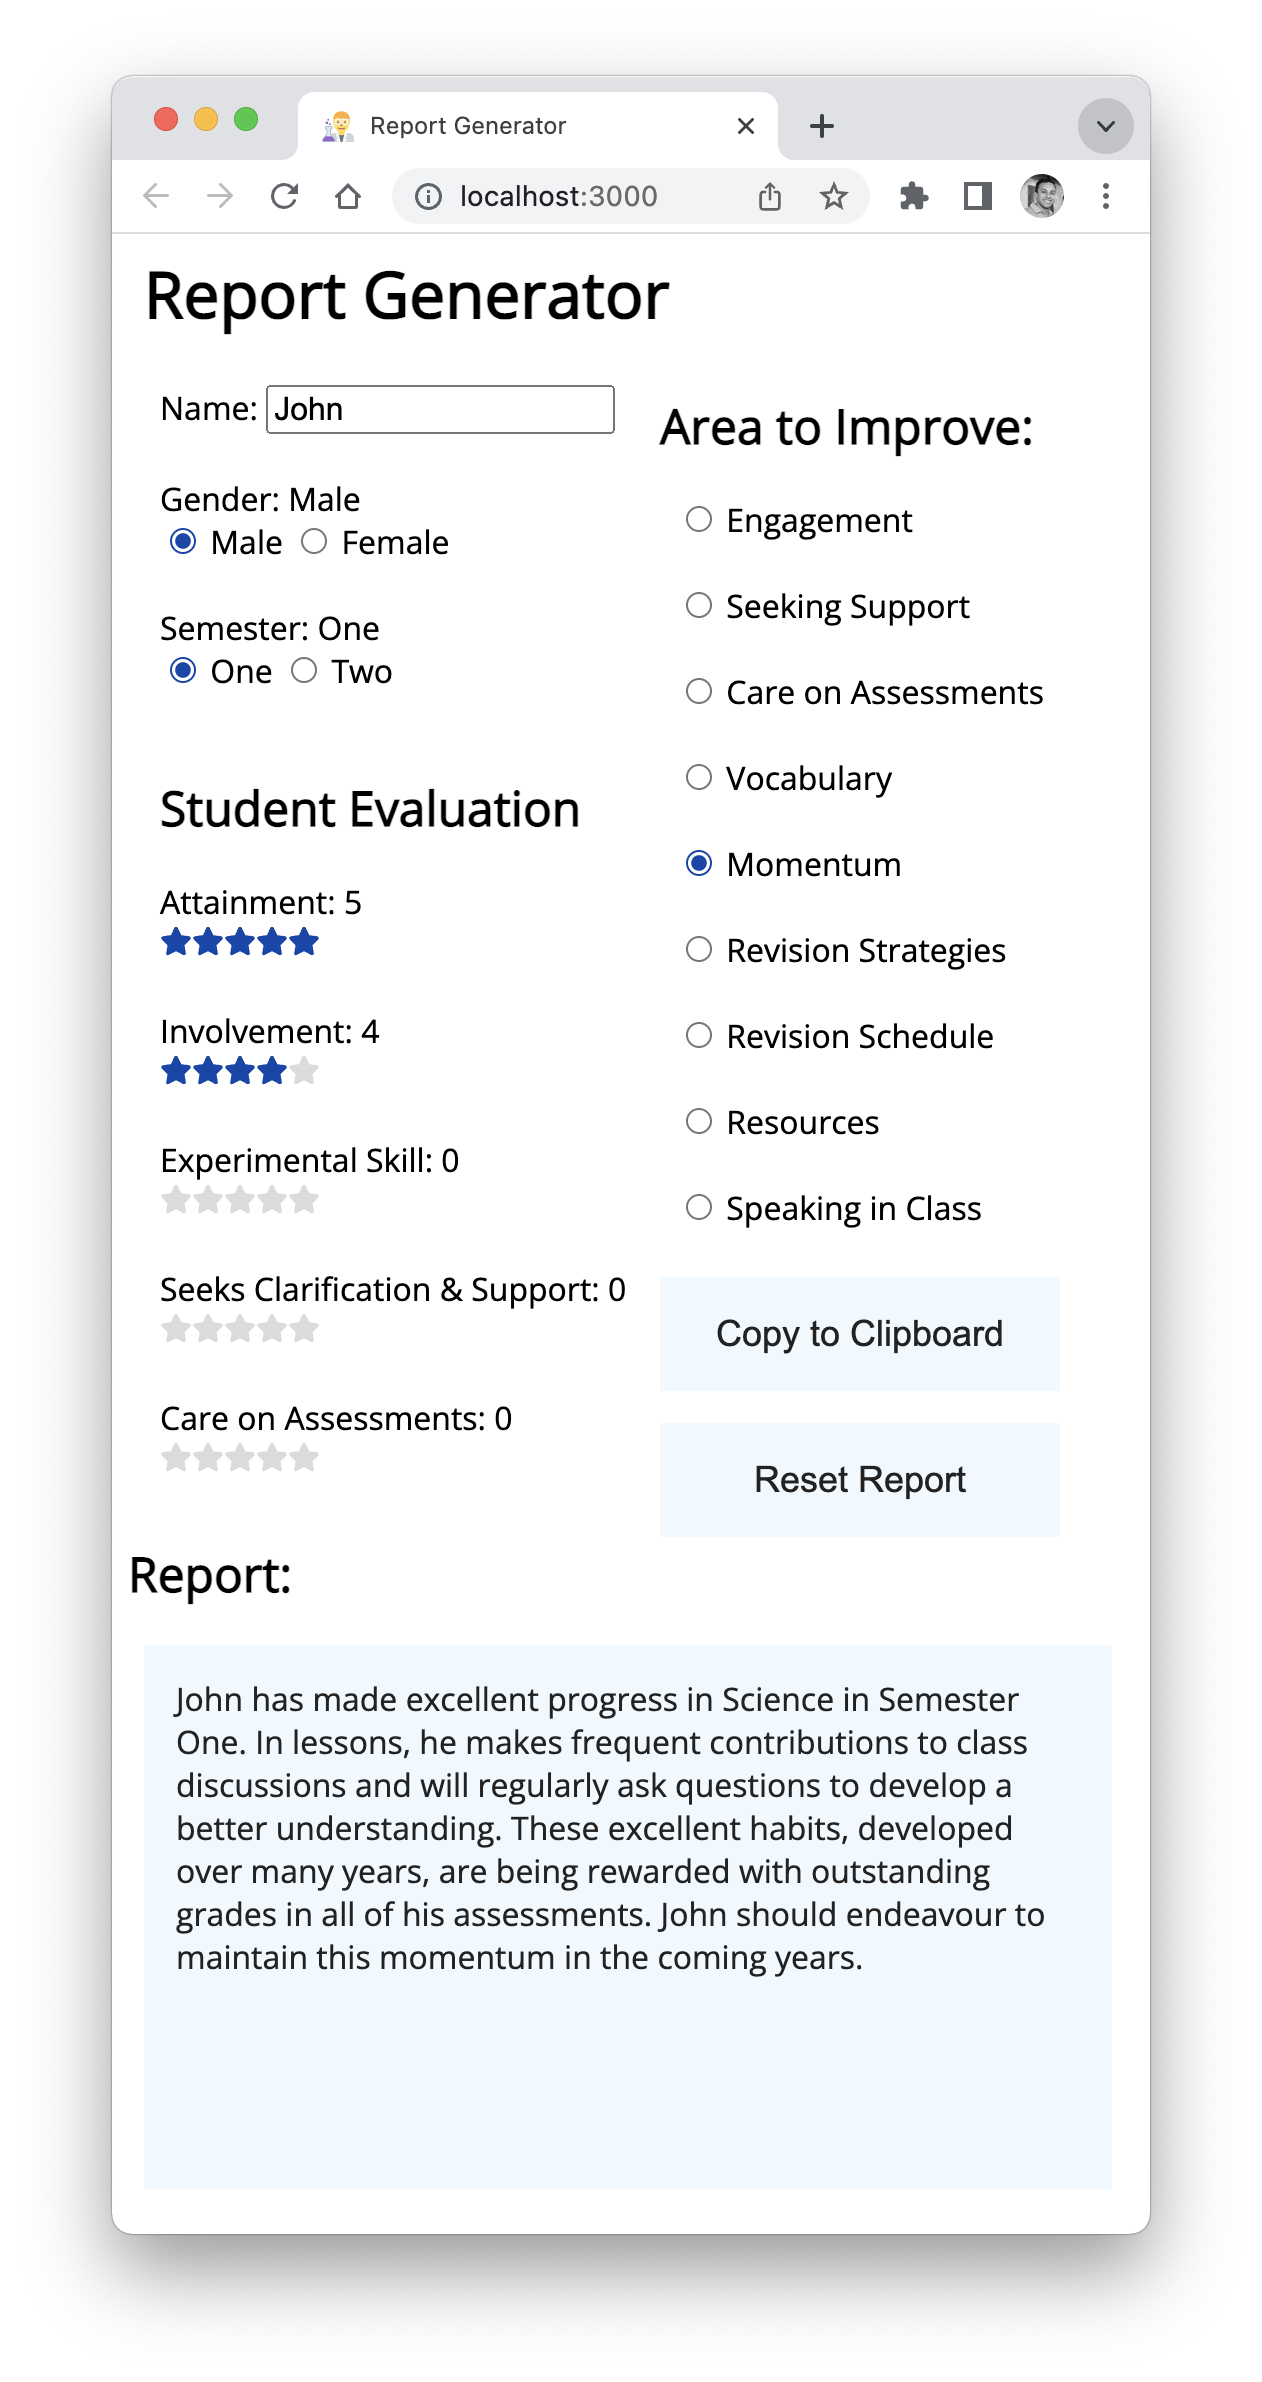 Report Generator
localhost:3000
Report Generator
Name: John
Gender: Male
Male Female
Semester: One
One Two
Student Evaluation
Attainment: 5
Involvement: 4
Experimental Skill: 0
Seeks Clarification & Support: 0
Care on Assessments: 0
Area to Improve:
Engagement
Seeking Support
Care on Assessments
Vocabulary
Momentum
Revision Strategies
Revision Schedule
Resources
Speaking in Class
Copy to Clipboard
Reset Report
Report:
John has made excellent progress in Science in Semester
One. In lessons, he makes frequent contributions to class
discussions and will regularly ask questions to develop a
better understanding. These excellent habits, developed
over many years, are being rewarded with outstanding
grades in all of his assessments. John should endeavour to
maintain this momentum in the coming years.